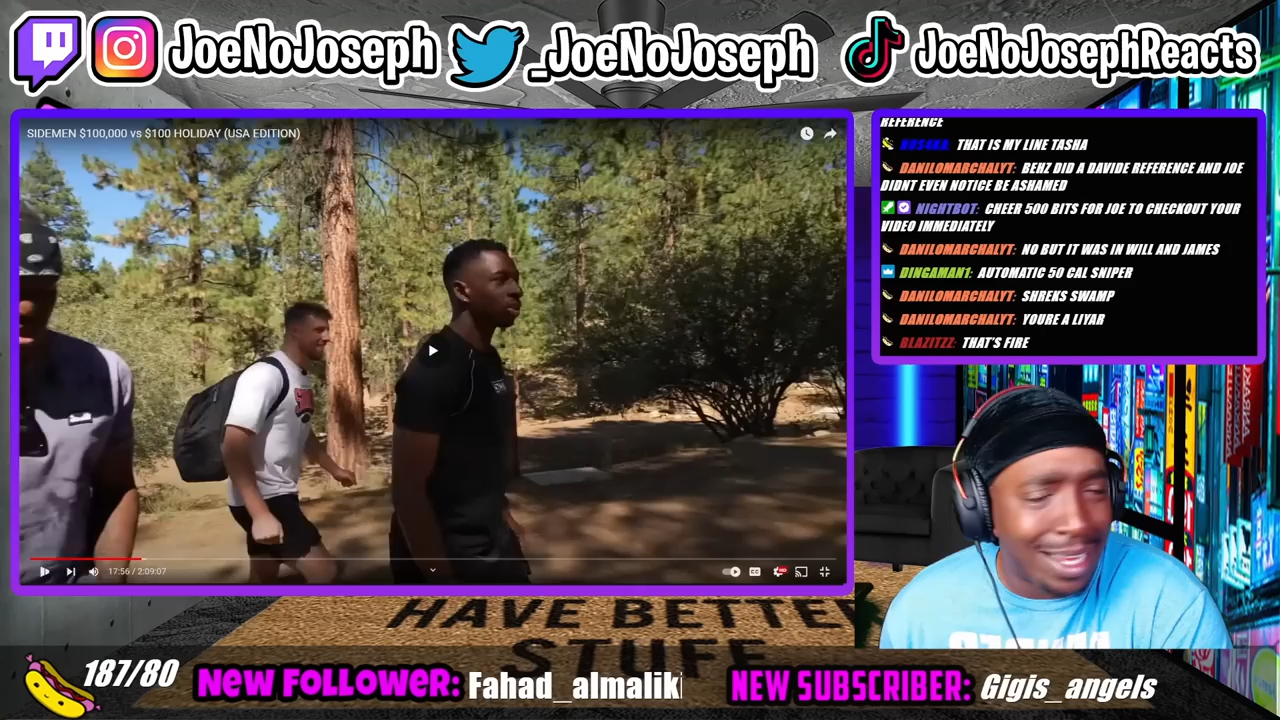 JoeNoJoseph
_JoeNoJoseph
JoeNoJosephReacts
SIDEMEN $100,000 vs $100 HOLIDAY (USA EDITION)
17:56 / 2:09:07
REFERENCE
THAT IS MY LINE TASHA
DANILOMARCHALYT: BEHZ DID A DAVIDE REFERENCE AND JOE
DIDNT EVEN NOTICE BE ASHAMED
NIGHTBOT: CHEER 500 BITS FOR JOE TO CHECKOUT YOUR
VIDEO IMMEDIATELY
DANILOMARCHALYT: NO BUT IT WAS IN WILL AND JAMES
DINGAMAN1: AUTOMATIC 50 CAL SNIPER
DANILOMARCHALYT: SHREKS SWAMP
DANILOMARCHALYT: YOURE A LIYAR
BLAZITZZ: THAT'S FIRE
HAVE BETTER
STUFF
187/80
New Follower: Fahad_almaliki
NEW SUBSCRIBER: Gigis_angels